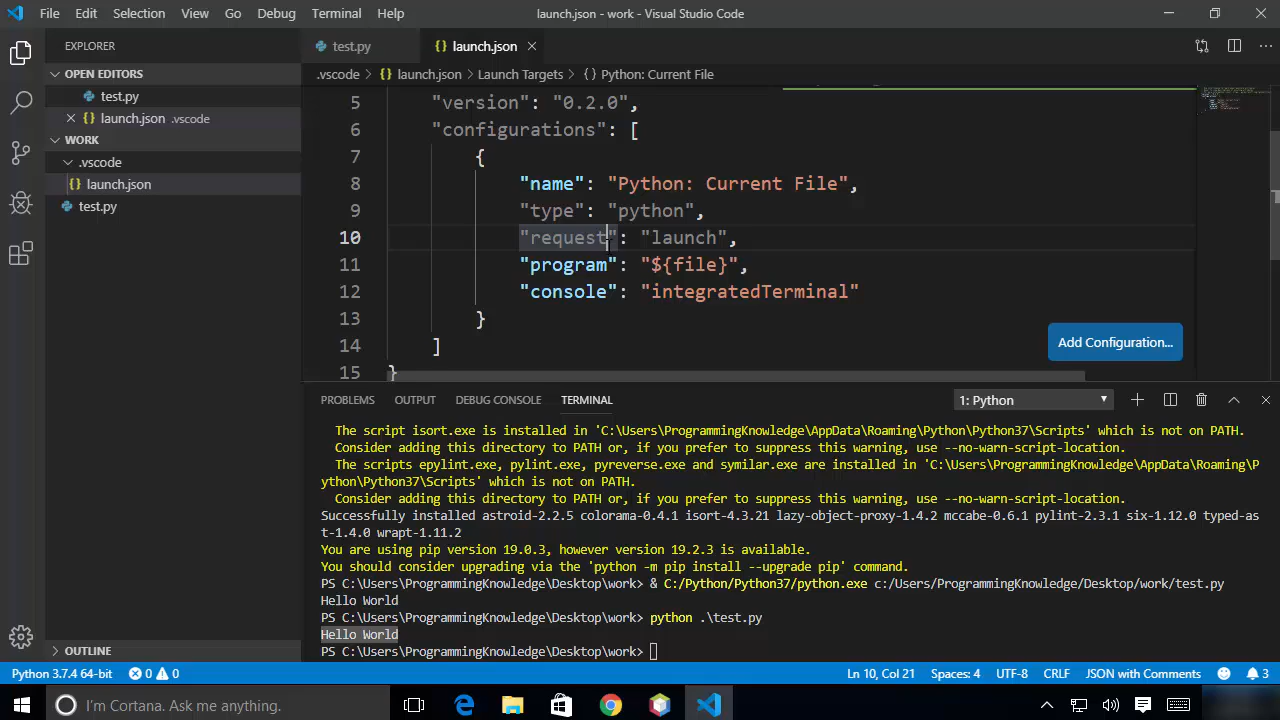 File Edit Selection View Go Debug Terminal Help
launch.json - work - Visual Studio Code
EXPLORER
OPEN EDITORS
test.py
launch.json .vscode
WORK
.vscode
launch.json
test.py
OUTLINE
test.py launch.json
.vscode launch.json Launch Targets Python: Current File
5 "version": "0.2.0",
6 "configurations": [
7 {
8 "name": "Python: Current File",
9 "type": "python",
10 "request": "launch",
11 "program": "${file}",
12 "console": "integratedTerminal"
13 }
14 ]
15 }
Add Configuration...
PROBLEMS OUTPUT DEBUG CONSOLE TERMINAL 1: Python
The script isort.exe is installed in 'C:\Users\ProgrammingKnowledge\AppData\Roaming\Python\Python37\Scripts' which is not on PATH.
Consider adding this directory to PATH or, if you prefer to suppress this warning, use --no-warn-script-location.
The scripts epylint.exe, pylint.exe, pyreverse.exe and symilar.exe are installed in 'C:\Users\ProgrammingKnowledge\AppData\Roaming\P
ython\Python37\Scripts' which is not on PATH.
Consider adding this directory to PATH or, if you prefer to suppress this warning, use --no-warn-script-location.
Successfully installed astroid-2.2.5 colorama-0.4.1 isort-4.3.21 lazy-object-proxy-1.4.2 mccabe-0.6.1 pylint-2.3.1 six-1.12.0 typed-as
t-1.4.0 wrapt-1.11.2
You are using pip version 19.0.3, however version 19.2.3 is available.
You should consider upgrading via the 'python -m pip install --upgrade pip' command.
PS C:\Users\ProgrammingKnowledge\Desktop\work> & C:/Python/Python37/python.exe c:/Users/ProgrammingKnowledge/Desktop/work/test.py
Hello World
PS C:\Users\ProgrammingKnowledge\Desktop\work> python .\test.py
Hello World
PS C:\Users\ProgrammingKnowledge\Desktop\work>
Python 3.7.4 64-bit 0 0 Ln 10, Col 21 Spaces: 4 UTF-8 CRLF JSON with Comments 3
I'm Cortana. Ask me anything.